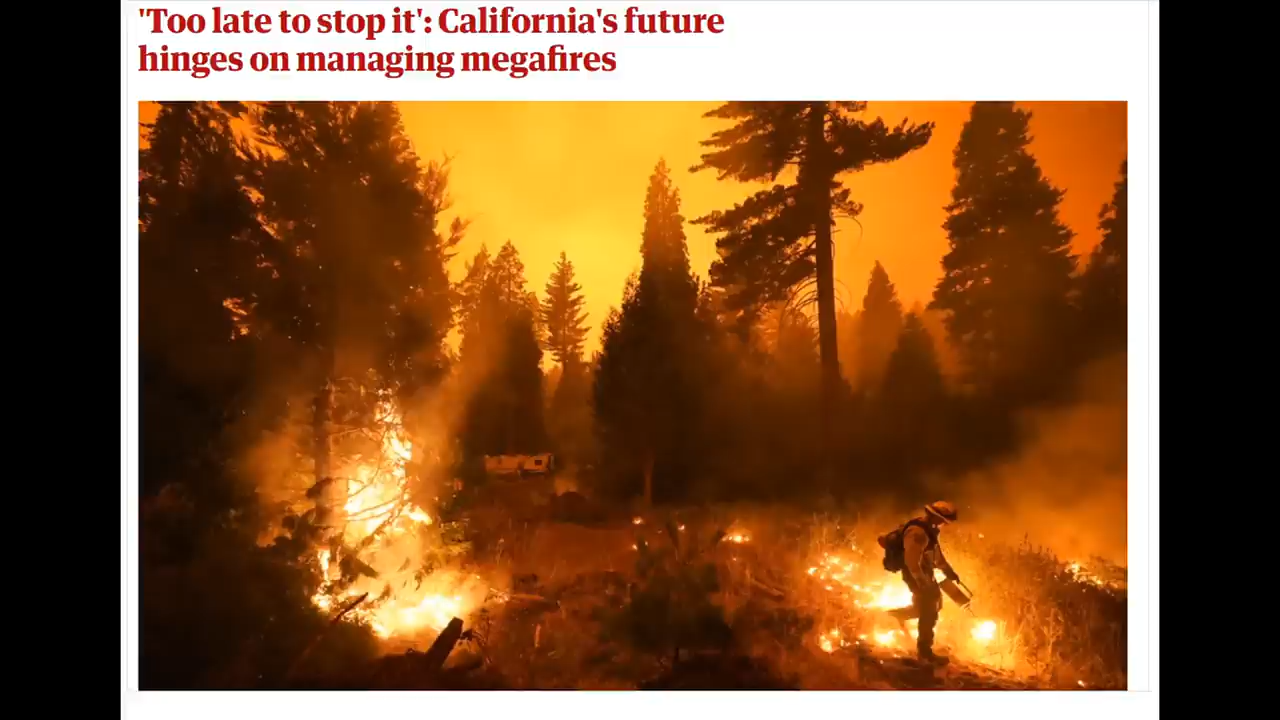 'Too late to stop it': California's future
hinges on managing megafires